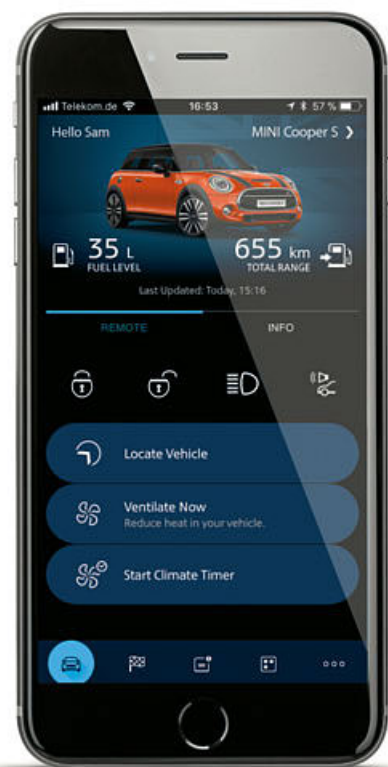 Telekom.de
16:53
57 %
Hello Sam
MINI Cooper S ❯
35 L
FUEL LEVEL
655 km
TOTAL RANGE
Last Updated: Today, 15:16
REMOTE
INFO
Locate Vehicle
Ventilate Now
Reduce heat in your vehicle.
Start Climate Timer